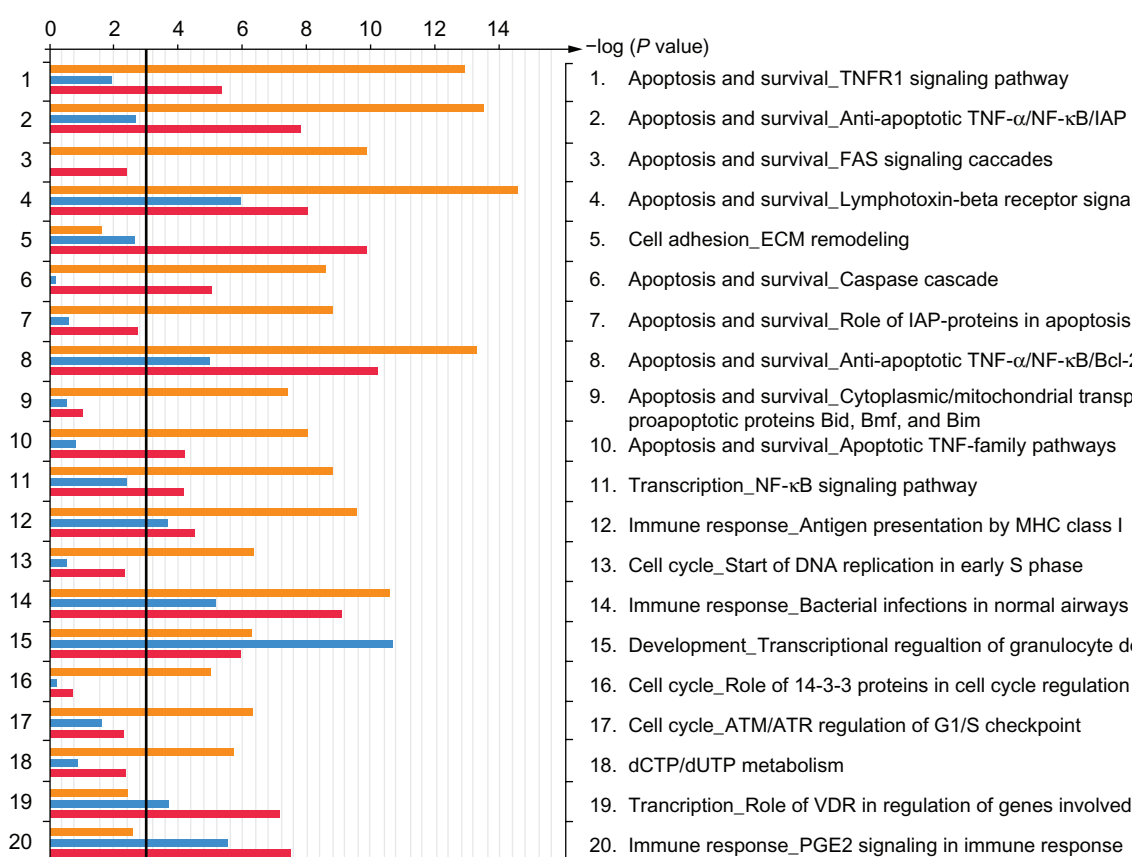 0 2 4 6 8 10 12 14
−log (P value)
1
2
3
4
5
6
7
8
9
10
11
12
13
14
15
16
17
18
19
20
1. Apoptosis and survival_TNFR1 signaling pathway
2. Apoptosis and survival_Anti-apoptotic TNF-α/NF-κB/IAP
3. Apoptosis and survival_FAS signaling caccades
4. Apoptosis and survival_Lymphotoxin-beta receptor signa
5. Cell adhesion_ECM remodeling
6. Apoptosis and survival_Caspase cascade
7. Apoptosis and survival_Role of IAP-proteins in apoptosis
8. Apoptosis and survival_Anti-apoptotic TNF-α/NF-κB/Bcl-2
9. Apoptosis and survival_Cytoplasmic/mitochondrial transp
proapoptotic proteins Bid, Bmf, and Bim
10. Apoptosis and survival_Apoptotic TNF-family pathways
11. Transcription_NF-κB signaling pathway
12. Immune response_Antigen presentation by MHC class I
13. Cell cycle_Start of DNA replication in early S phase
14. Immune response_Bacterial infections in normal airways
15. Development_Transcriptional regualtion of granulocyte de
16. Cell cycle_Role of 14-3-3 proteins in cell cycle regulation
17. Cell cycle_ATM/ATR regulation of G1/S checkpoint
18. dCTP/dUTP metabolism
19. Trancription_Role of VDR in regulation of genes involved
20. Immune response_PGE2 signaling in immune response